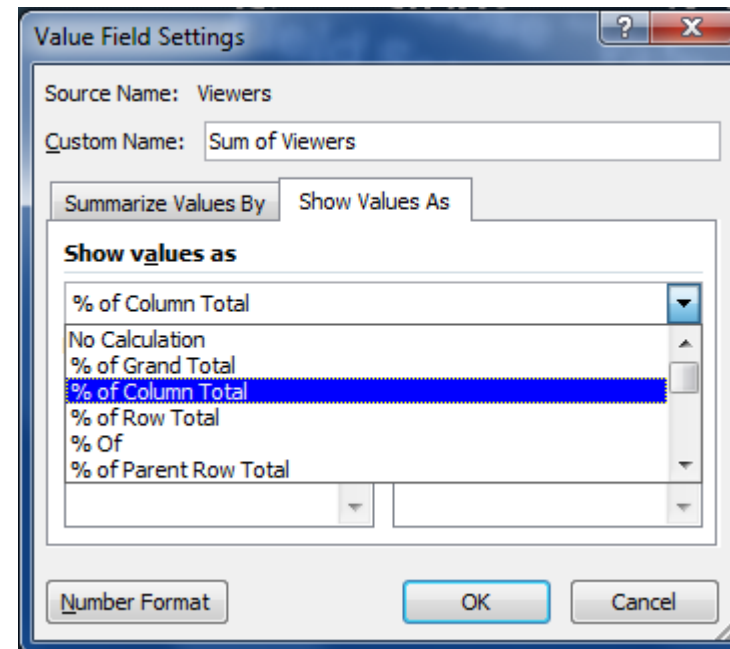 Value Field Settings
Source Name: Viewers
Custom Name: Sum of Viewers
Summarize Values By Show Values As
Show values as
% of Column Total
No Calculation
% of Grand Total
% of Column Total
% of Row Total
% Of
% of Parent Row Total
Number Format OK Cancel